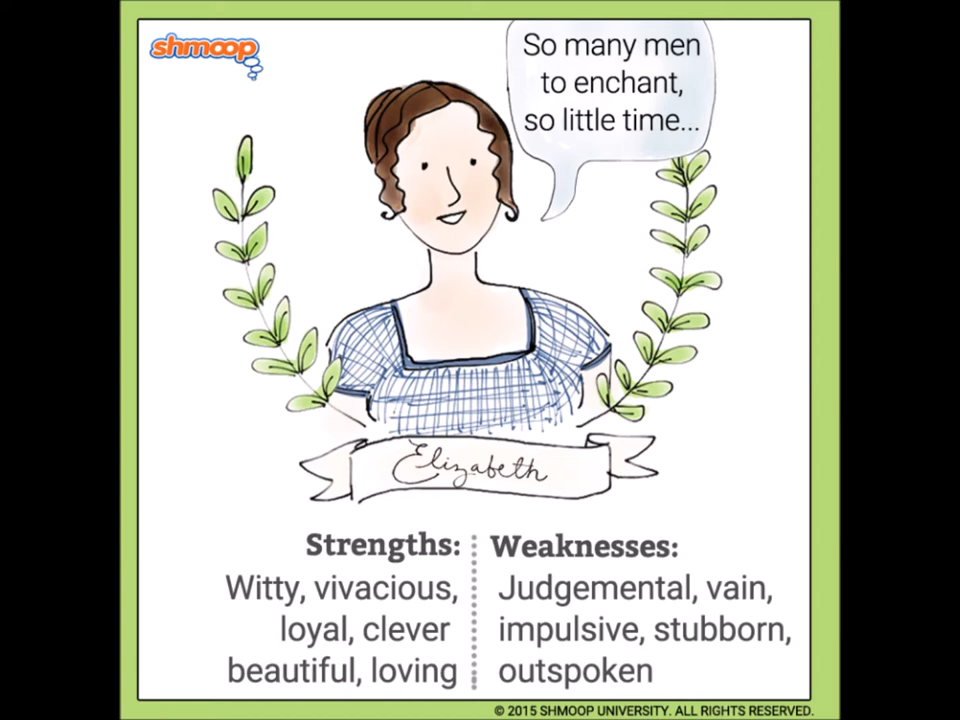 shmoop
So many men
to enchant,
so little time...
Elizabeth
Strengths:
Witty, vivacious,
loyal, clever
beautiful, loving
Weaknesses:
Judgemental, vain,
impulsive, stubborn,
outspoken
© 2015 SHMOOP UNIVERSITY. ALL RIGHTS RESERVED.